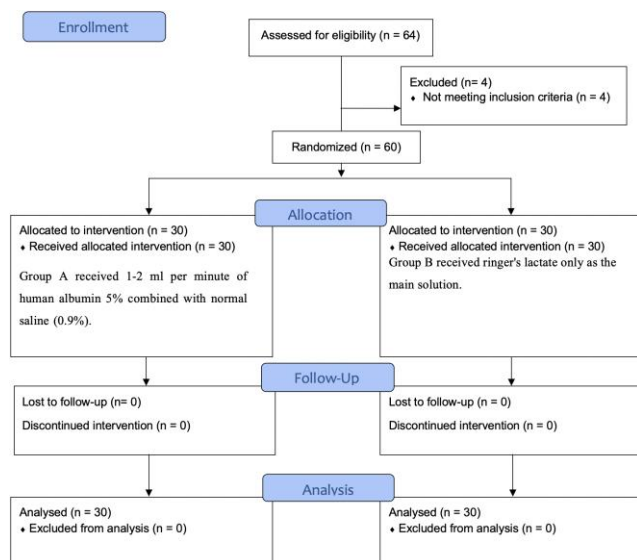 Enrollment
Assessed for eligibility (n = 64)
Excluded (n= 4)
♦ Not meeting inclusion criteria (n = 4)
Randomized (n = 60)
Allocation
Allocated to intervention (n = 30)
♦ Received allocated intervention (n = 30)
Group A received 1-2 ml per minute of
human albumin 5% combined with normal
saline (0.9%).
Allocated to intervention (n = 30)
♦ Received allocated intervention (n = 30)
Group B received ringer's lactate only as the
main solution.
Follow-Up
Lost to follow-up (n= 0)
Discontinued intervention (n = 0)
Lost to follow-up (n = 0)
Discontinued intervention (n = 0)
Analysis
Analysed (n = 30)
♦ Excluded from analysis (n = 0)
Analysed (n = 30)
♦ Excluded from analysis (n = 0)